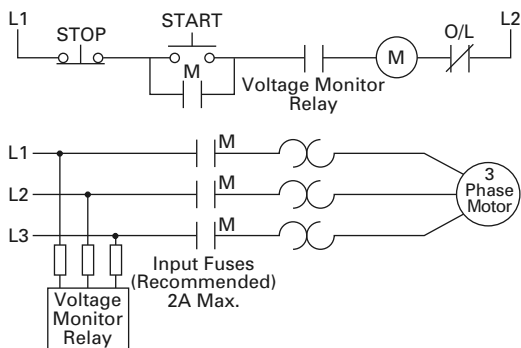 L1
L2
STOP
START
O/L
M
M
Voltage Monitor
Relay
L1
M
L2
M
L3
M
3
Phase
Motor
Input Fuses
(Recommended)
2A Max.
Voltage
Monitor
Relay